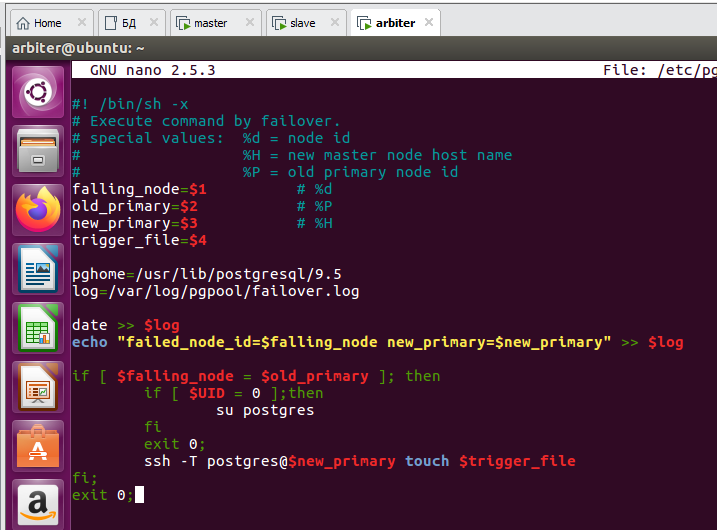 Home БД master slave arbiter
arbiter@ubuntu: ~
GNU nano 2.5.3 File: /etc/pg
#! /bin/sh -x
# Execute command by failover.
# special values: %d = node id
# %H = new master node host name
# %P = old primary node id
falling_node=$1 # %d
old_primary=$2 # %P
new_primary=$3 # %H
trigger_file=$4
pghome=/usr/lib/postgresql/9.5
log=/var/log/pgpool/failover.log
date >> $log
echo "failed_node_id=$falling_node new_primary=$new_primary" >> $log
if [ $falling_node = $old_primary ]; then
if [ $UID = 0 ];then
su postgres
fi
exit 0;
ssh -T postgres@$new_primary touch $trigger_file
fi;
exit 0;